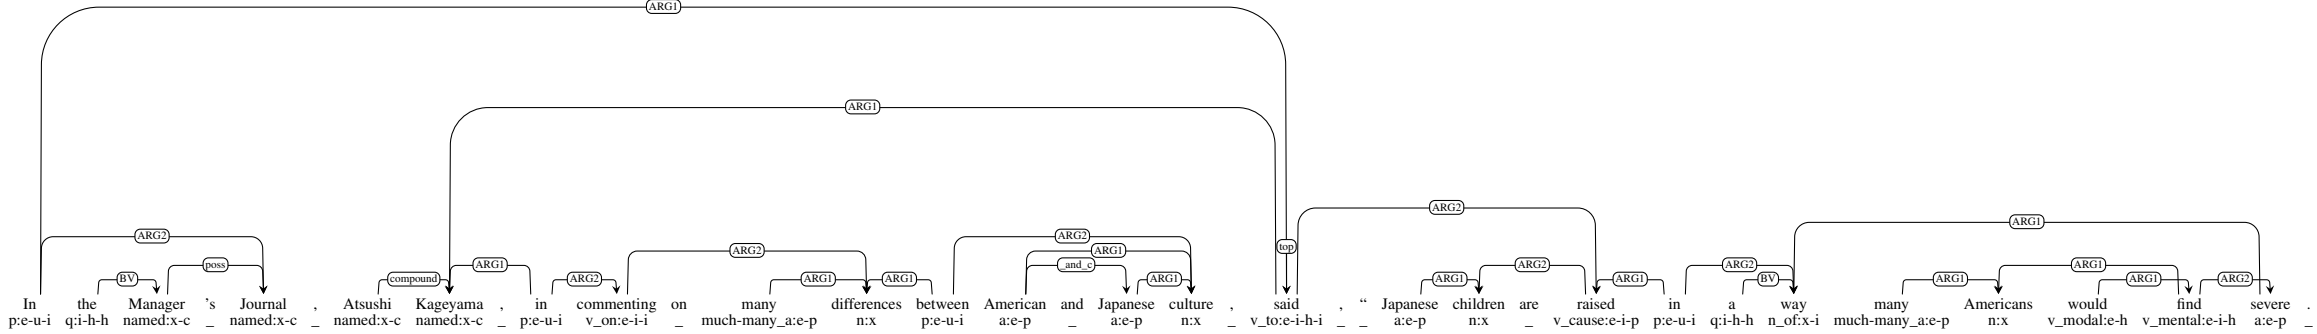 ARG1
ARG1
ARG2
ARG1
ARG2 ARG2 top
ARG2 ARG1
BV poss compound ARG1 ARG2 ARG1 ARG1 _and_c ARG1 ARG1 ARG2 ARG1 ARG2 BV ARG1 ARG1 ARG1 ARG2
In the Manager 's Journal , Atsushi Kageyama , in commenting on many differences between American and Japanese culture , said , “ Japanese children are raised in a way many Americans would find severe .
p:e-u-i q:i-h-h named:x-c _ named:x-c _ named:x-c named:x-c _ p:e-u-i v_on:e-i-i _ much-many_a:e-p n:x p:e-u-i a:e-p _ a:e-p n:x _ v_to:e-i-h-i _ _ a:e-p n:x _ v_cause:e-i-p p:e-u-i q:i-h-h n_of:x-i much-many_a:e-p n:x v_modal:e-h v_mental:e-i-h a:e-p _